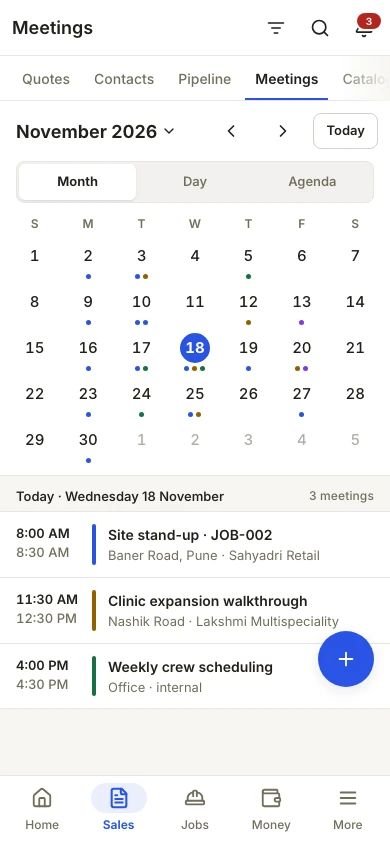 Meetings
3
Quotes Contacts Pipeline Meetings Catalo
November 2026
Today
Month Day Agenda
S M T W T F S
1 2 3 4 5 6 7
8 9 10 11 12 13 14
15 16 17 18 19 20 21
22 23 24 25 26 27 28
29 30 1 2 3 4 5
Today · Wednesday 18 November 3 meetings
8:00 AM Site stand-up · JOB-002
8:30 AM Baner Road, Pune · Sahyadri Retail
11:30 AM Clinic expansion walkthrough
12:30 PM Nashik Road · Lakshmi Multispeciality
4:00 PM Weekly crew scheduling
4:30 PM Office · internal
Home Sales Jobs Money More